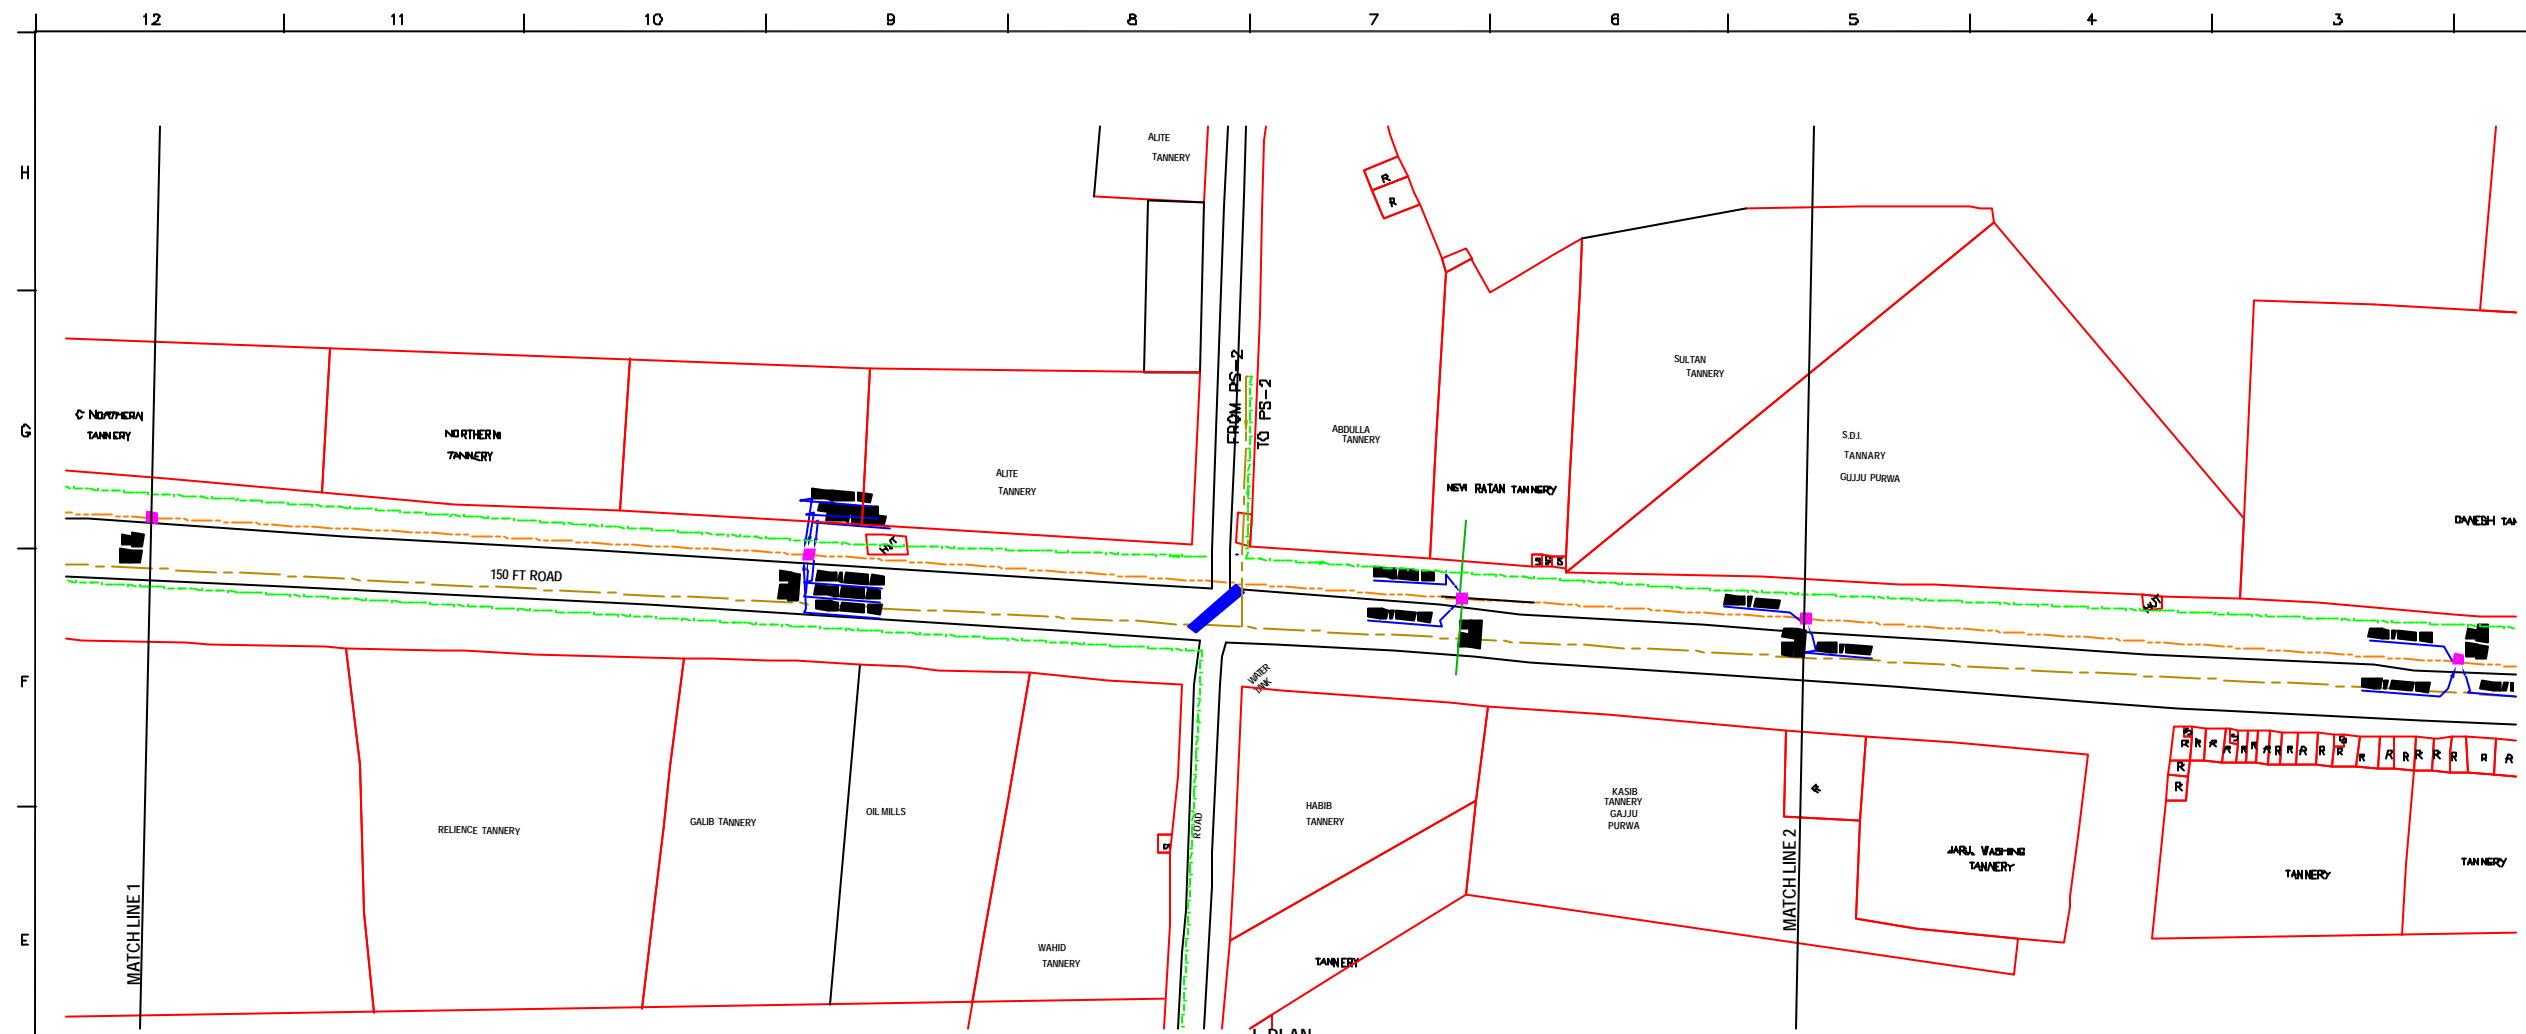 12 11 10 9 8 7 6 5 4 3
H
G
F
E
ALITE
TANNERY
FROM PS-2
TO PS-2
SULTAN
TANNERY
C NORTHERN
TANNERY
NORTHERN
TANNERY
ALITE
TANNERY
ABDULLA
TANNERY
S.D.I.
TANNARY
GUJJU PURWA
NEW RATAN TANNERY
DANESH TAN
HUT
150 FT ROAD
HUT
WATER
TANK
R
R
R
R
R R R R R R R R R R R R R R R R R R R R
RELIENCE TANNERY
GALIB TANNERY
OIL MILLS
ROAD
HABIB
TANNERY
KASIB
TANNERY
GAJJU
PURWA
MATCH LINE 1
MATCH LINE 2
WASHING
TANNERY
TANNERY
TANNERY
WAHID
TANNERY
TANNERY
L PLAN